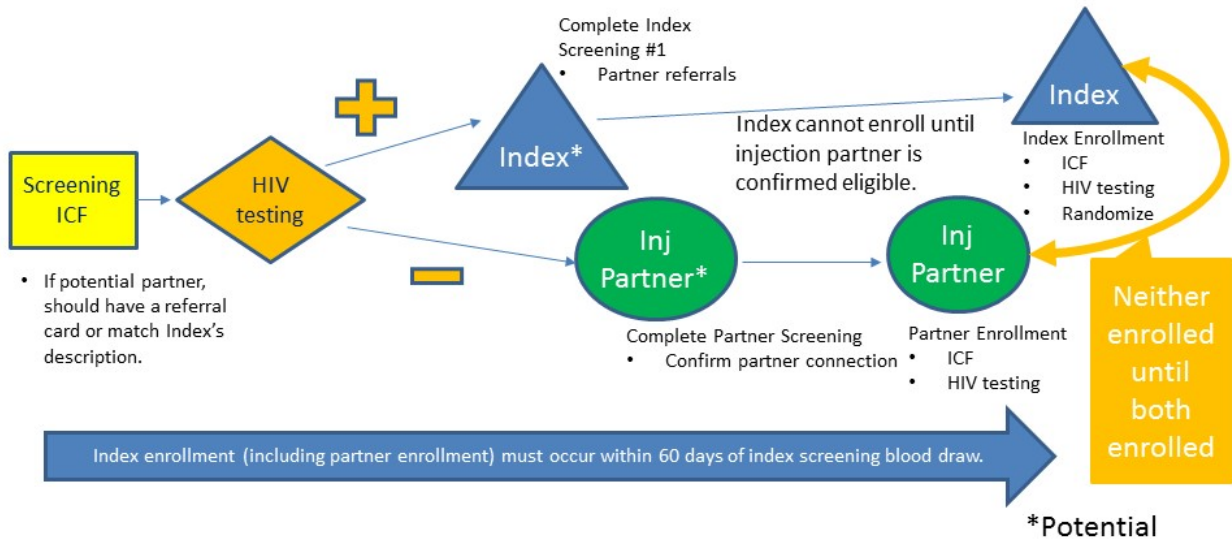 Screening
ICF
• If potential partner,
should have a referral
card or match Index’s
description.
HIV
testing
Complete Index
Screening #1
• Partner referrals
Index*
Index cannot enroll until
injection partner is
confirmed eligible.
Index
Index Enrollment
• ICF
• HIV testing
• Randomize
Inj
Partner*
Complete Partner Screening
• Confirm partner connection
Inj
Partner
Partner Enrollment
• ICF
• HIV testing
Neither
enrolled
until
both
enrolled
Index enrollment (including partner enrollment) must occur within 60 days of index screening blood draw.
*Potential